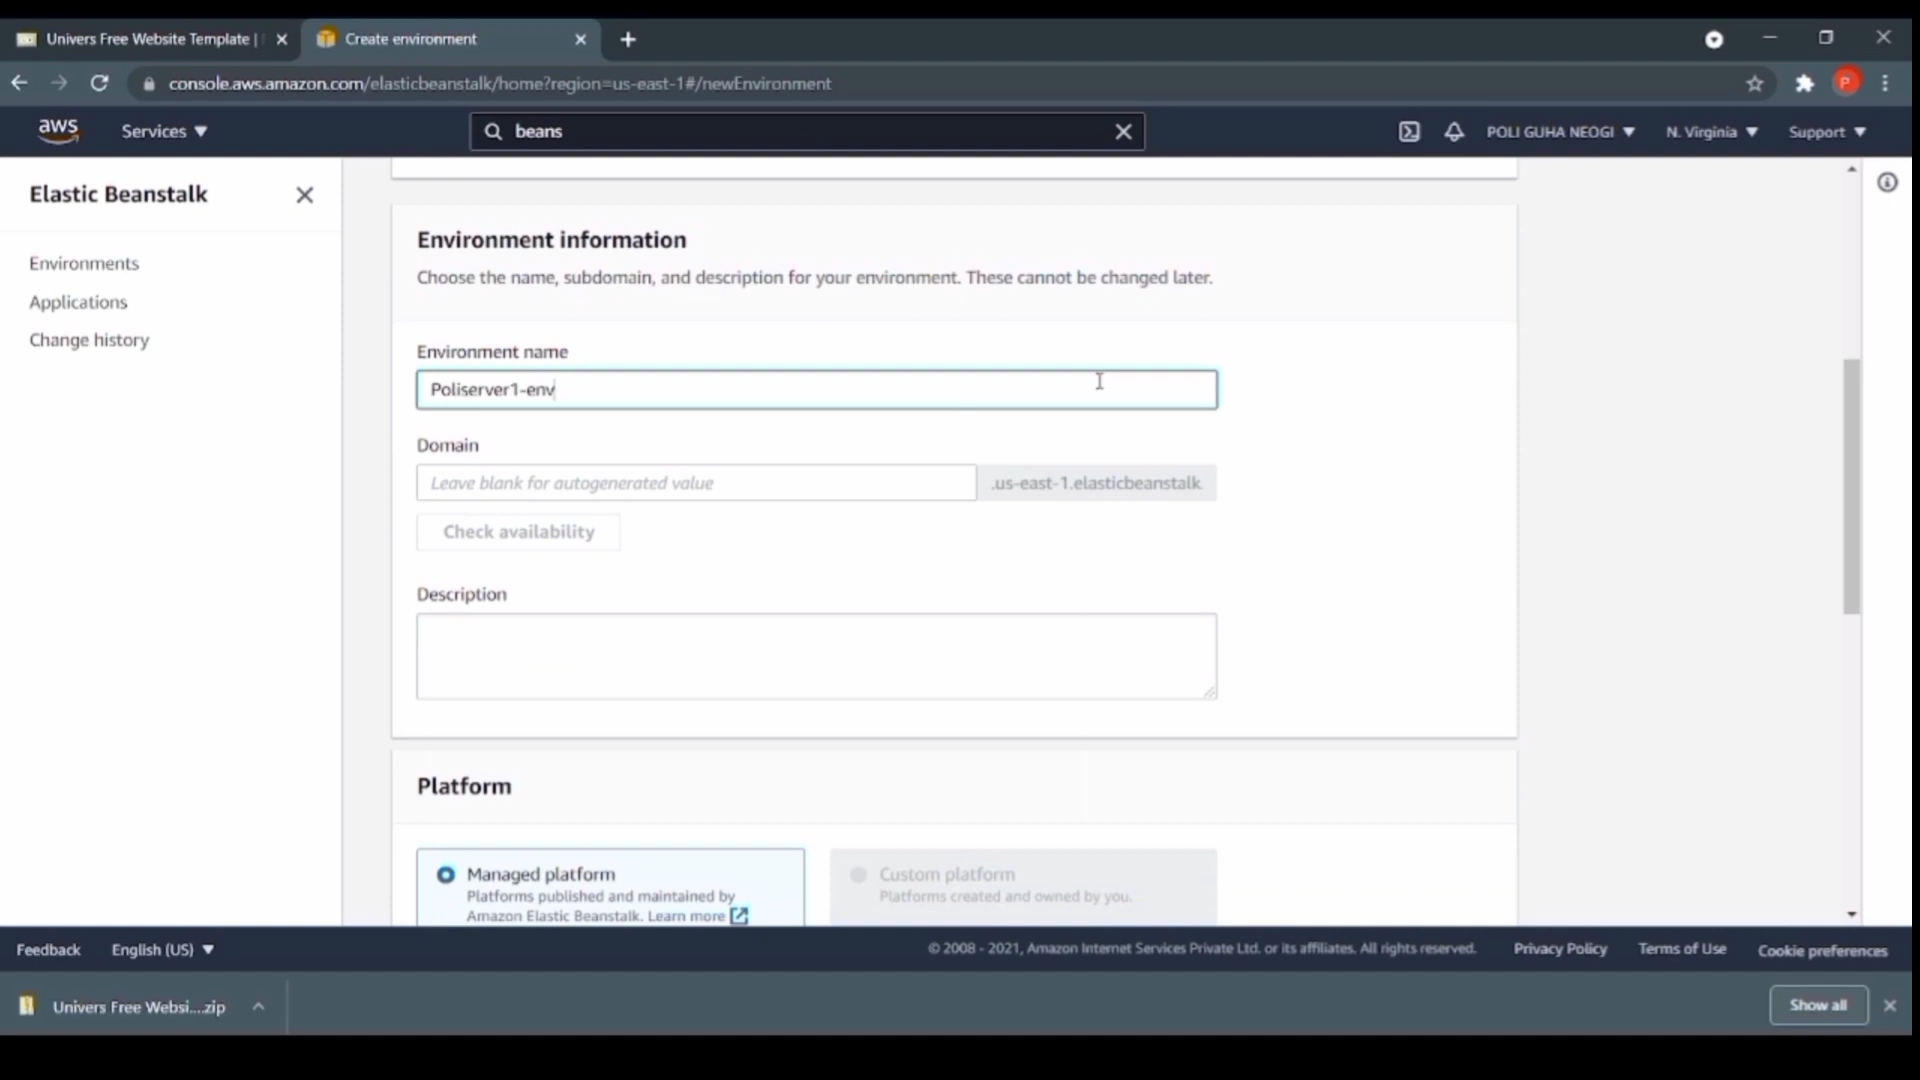 Univers Free Website Template |
Create environment
console.aws.amazon.com/elasticbeanstalk/home?region=us-east-1#/newEnvironment
P
aws
Services
beans
POLI GUHA NEOGI
N. Virginia
Support
Elastic Beanstalk
Environments
Applications
Change history
Environment information
Choose the name, subdomain, and description for your environment. These cannot be changed later.
Environment name
Poliserver1-env
Domain
Leave blank for autogenerated value
.us-east-1.elasticbeanstalk
Check availability
Description
Platform
Managed platform
Platforms published and maintained by
Amazon Elastic Beanstalk. Learn more
Custom platform
Platforms created and owned by you.
Feedback
English (US)
© 2008 - 2021, Amazon Internet Services Private Ltd. or its affiliates. All rights reserved.
Privacy Policy
Terms of Use
Cookie preferences
Univers Free Websi....zip
Show all